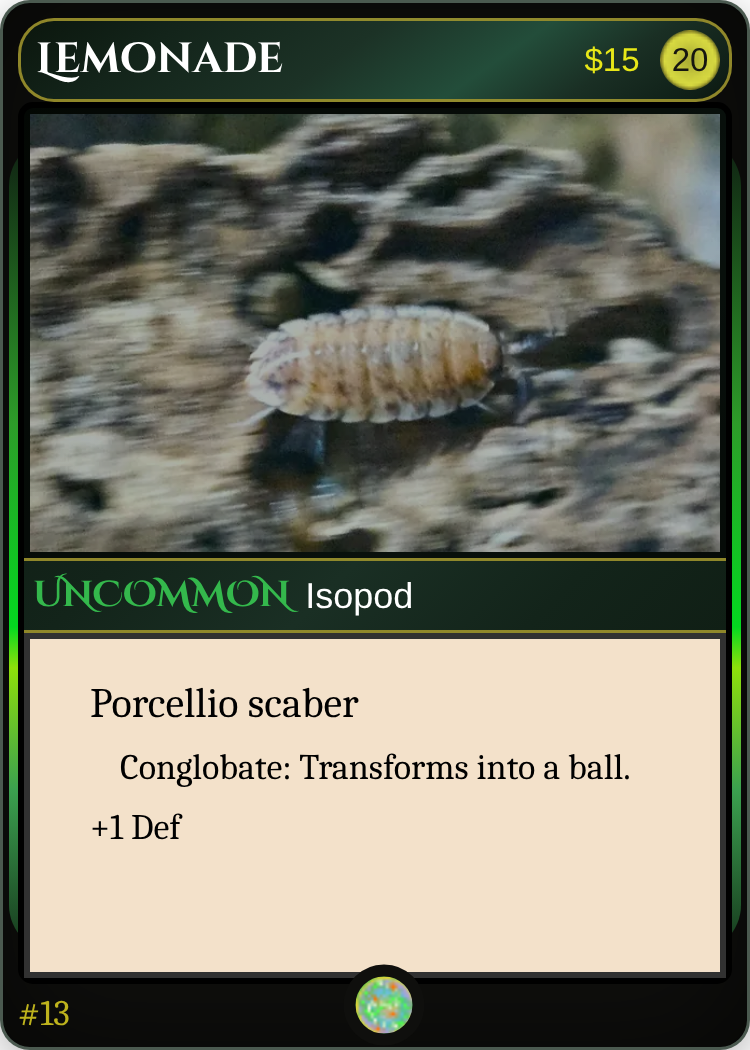 LEMONADE $15 20
UNCOMMON Isopod
Porcellio scaber
Conglobate: Transforms into a ball.
+1 Def
#13